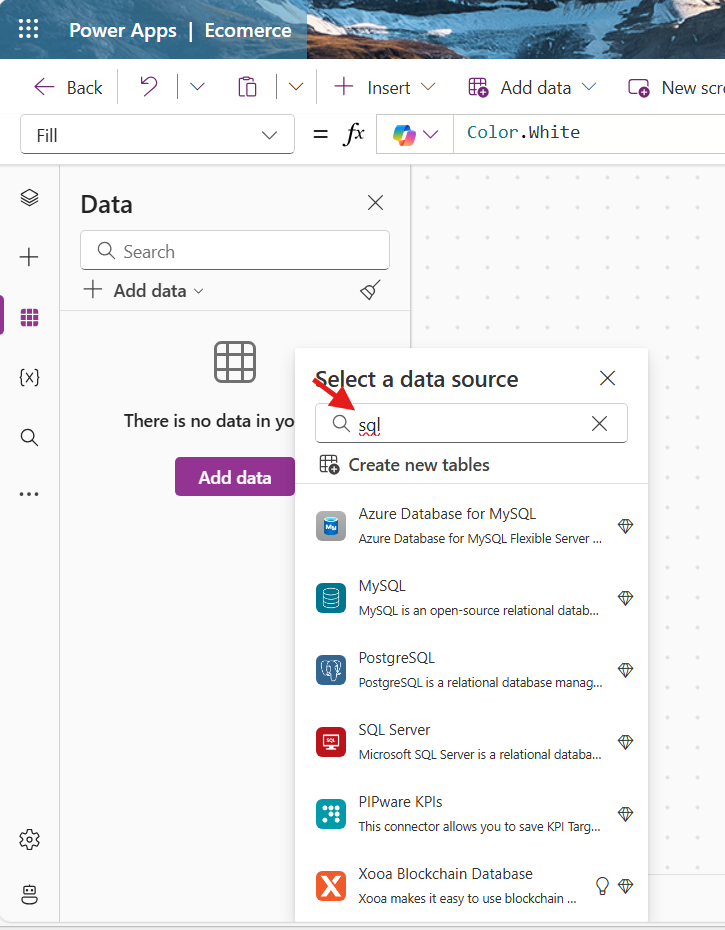 Power Apps | Ecomerce
Back
Insert
Add data
New scr
Fill
= fx
Color.White
Data
Search
Add data
There is no data in yo
Add data
Select a data source
sql
Create new tables
Azure Database for MySQL
Azure Database for MySQL Flexible Server ...
MySQL
MySQL is an open-source relational datab...
PostgreSQL
PostgreSQL is a relational database manag...
SQL Server
Microsoft SQL Server is a relational databa...
PIPware KPIs
This connector allows you to save KPI Targ...
Xooa Blockchain Database
Xooa makes it easy to use blockchain ...